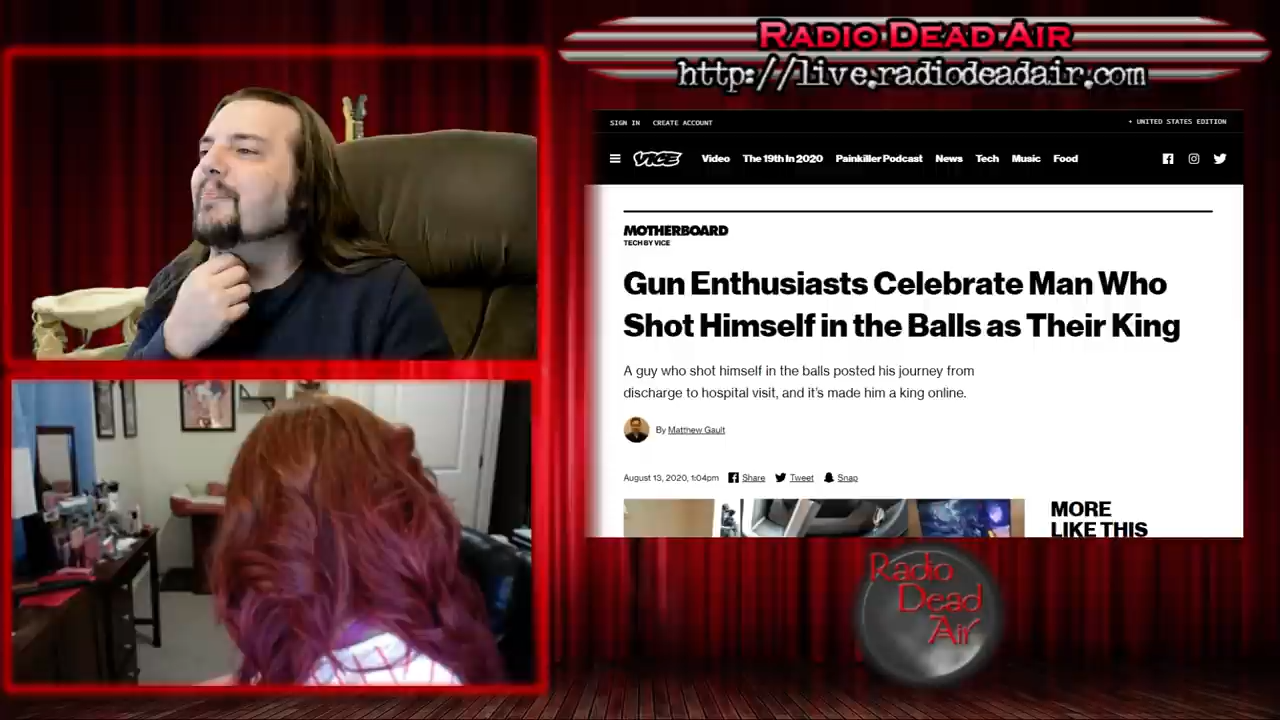 RADIO DEAD AIR
http://live.radiodeadair.com
SIGN IN CREATE ACCOUNT
+ UNITED STATES EDITION
VICE Video The 19th In 2020 Painkiller Podcast News Tech Music Food
MOTHERBOARD
TECH BY VICE
Gun Enthusiasts Celebrate Man Who
Shot Himself in the Balls as Their King
A guy who shot himself in the balls posted his journey from
discharge to hospital visit, and it's made him a king online.
By Matthew Gault
August 13, 2020, 1:04pm Share Tweet Snap
MORE
LIKE THIS
Radio
Dead
Air